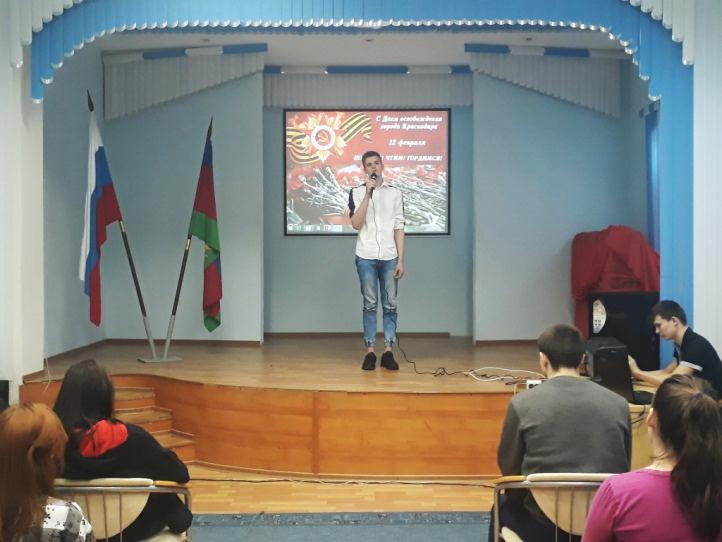 С Днем освобождения
города Краснодара
12 февраля
ЧТИМ! ГОРДИМСЯ!